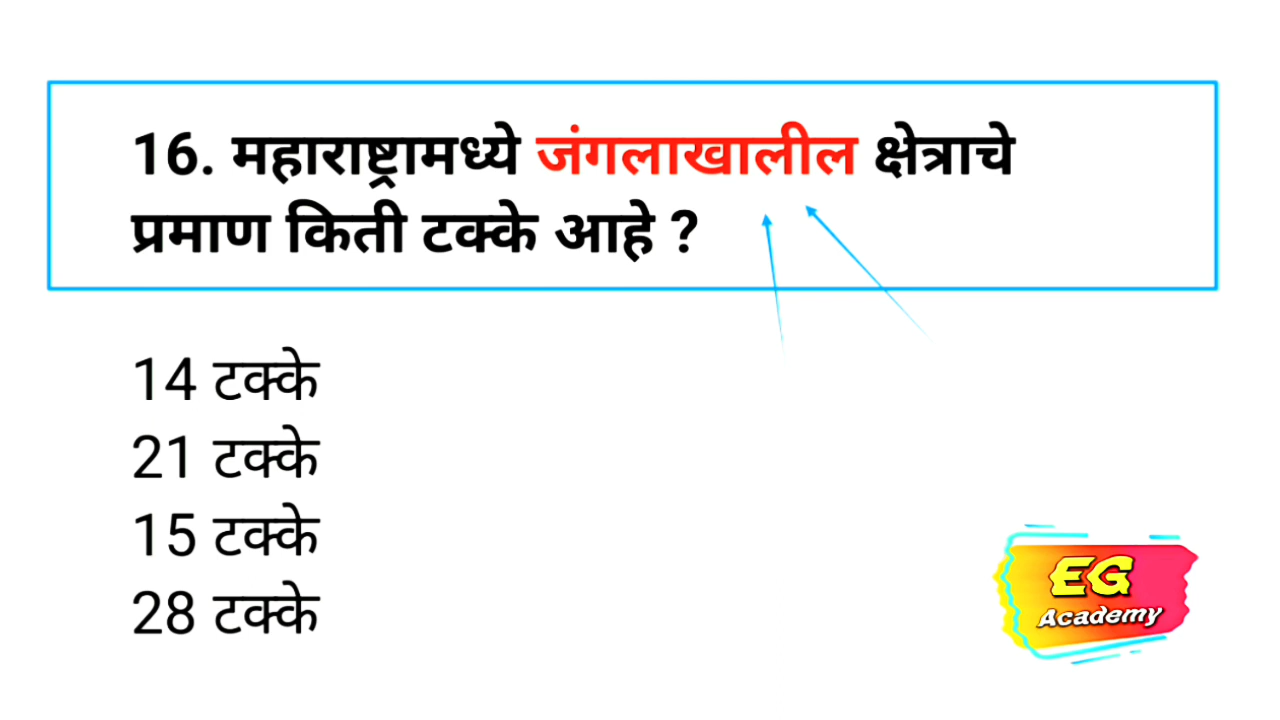 16. महाराष्ट्रामध्ये जंगलाखालील क्षेत्राचे
प्रमाण किती टक्के आहे ?
14 टक्के
21 टक्के
15 टक्के
28 टक्के
EG
Academy